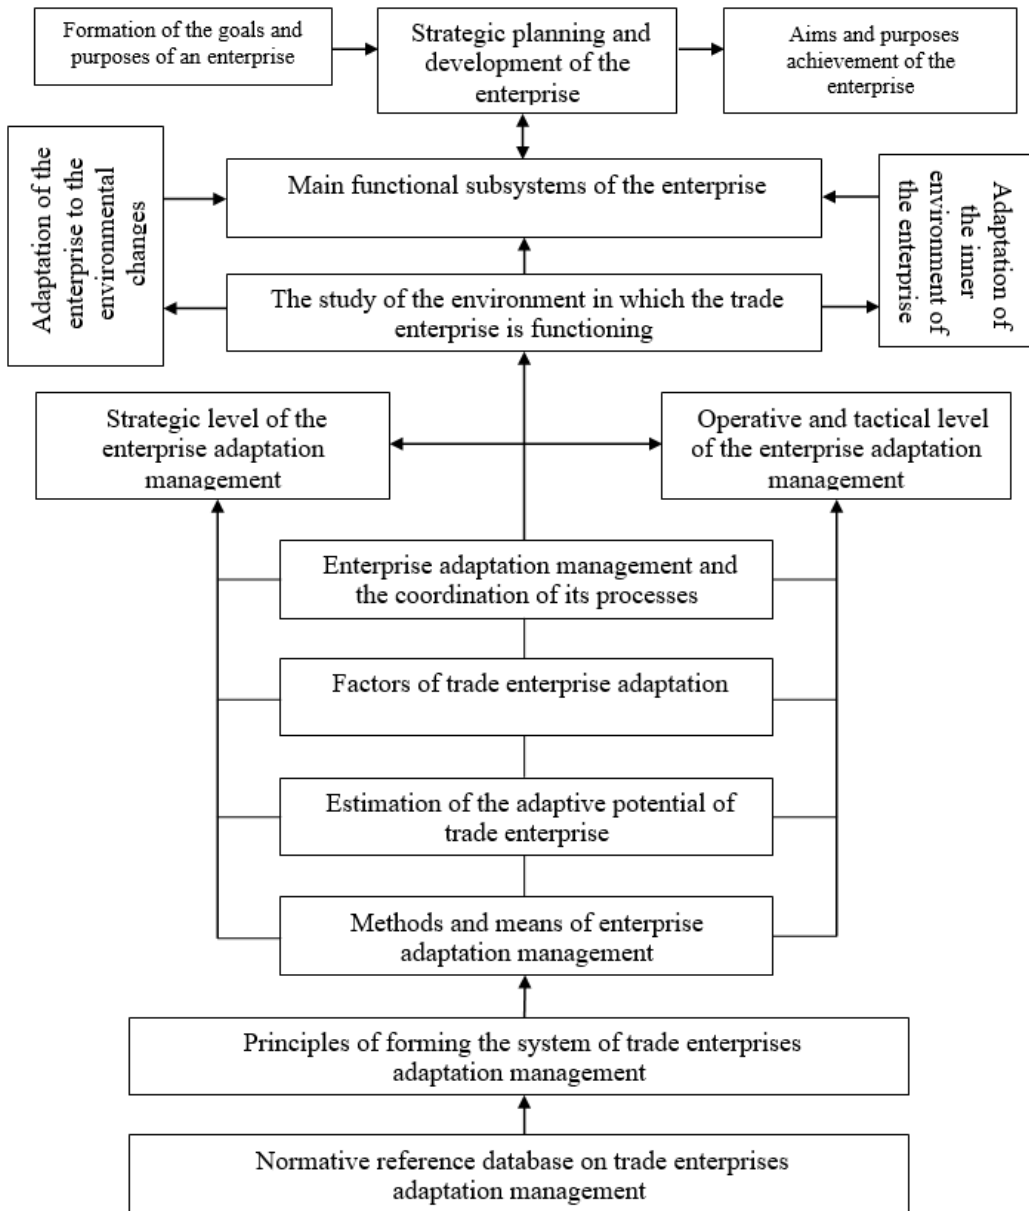 Formation of the goals and
purposes of an enterprise
Strategic planning and
development of the
enterprise
Aims and purposes
achievement of the
enterprise
Adaptation of the
enterprise to the
environmental
changes
Main functional subsystems of the enterprise
Adaptation of
the inner
environment of
the enterprise
The study of the environment in which the trade
enterprise is functioning
Strategic level of the
enterprise adaptation
management
Operative and tactical level
of the enterprise adaptation
management
Enterprise adaptation management and
the coordination of its processes
Factors of trade enterprise adaptation
Estimation of the adaptive potential of
trade enterprise
Methods and means of enterprise
adaptation management
Principles of forming the system of trade enterprises
adaptation management
Normative reference database on trade enterprises
adaptation management